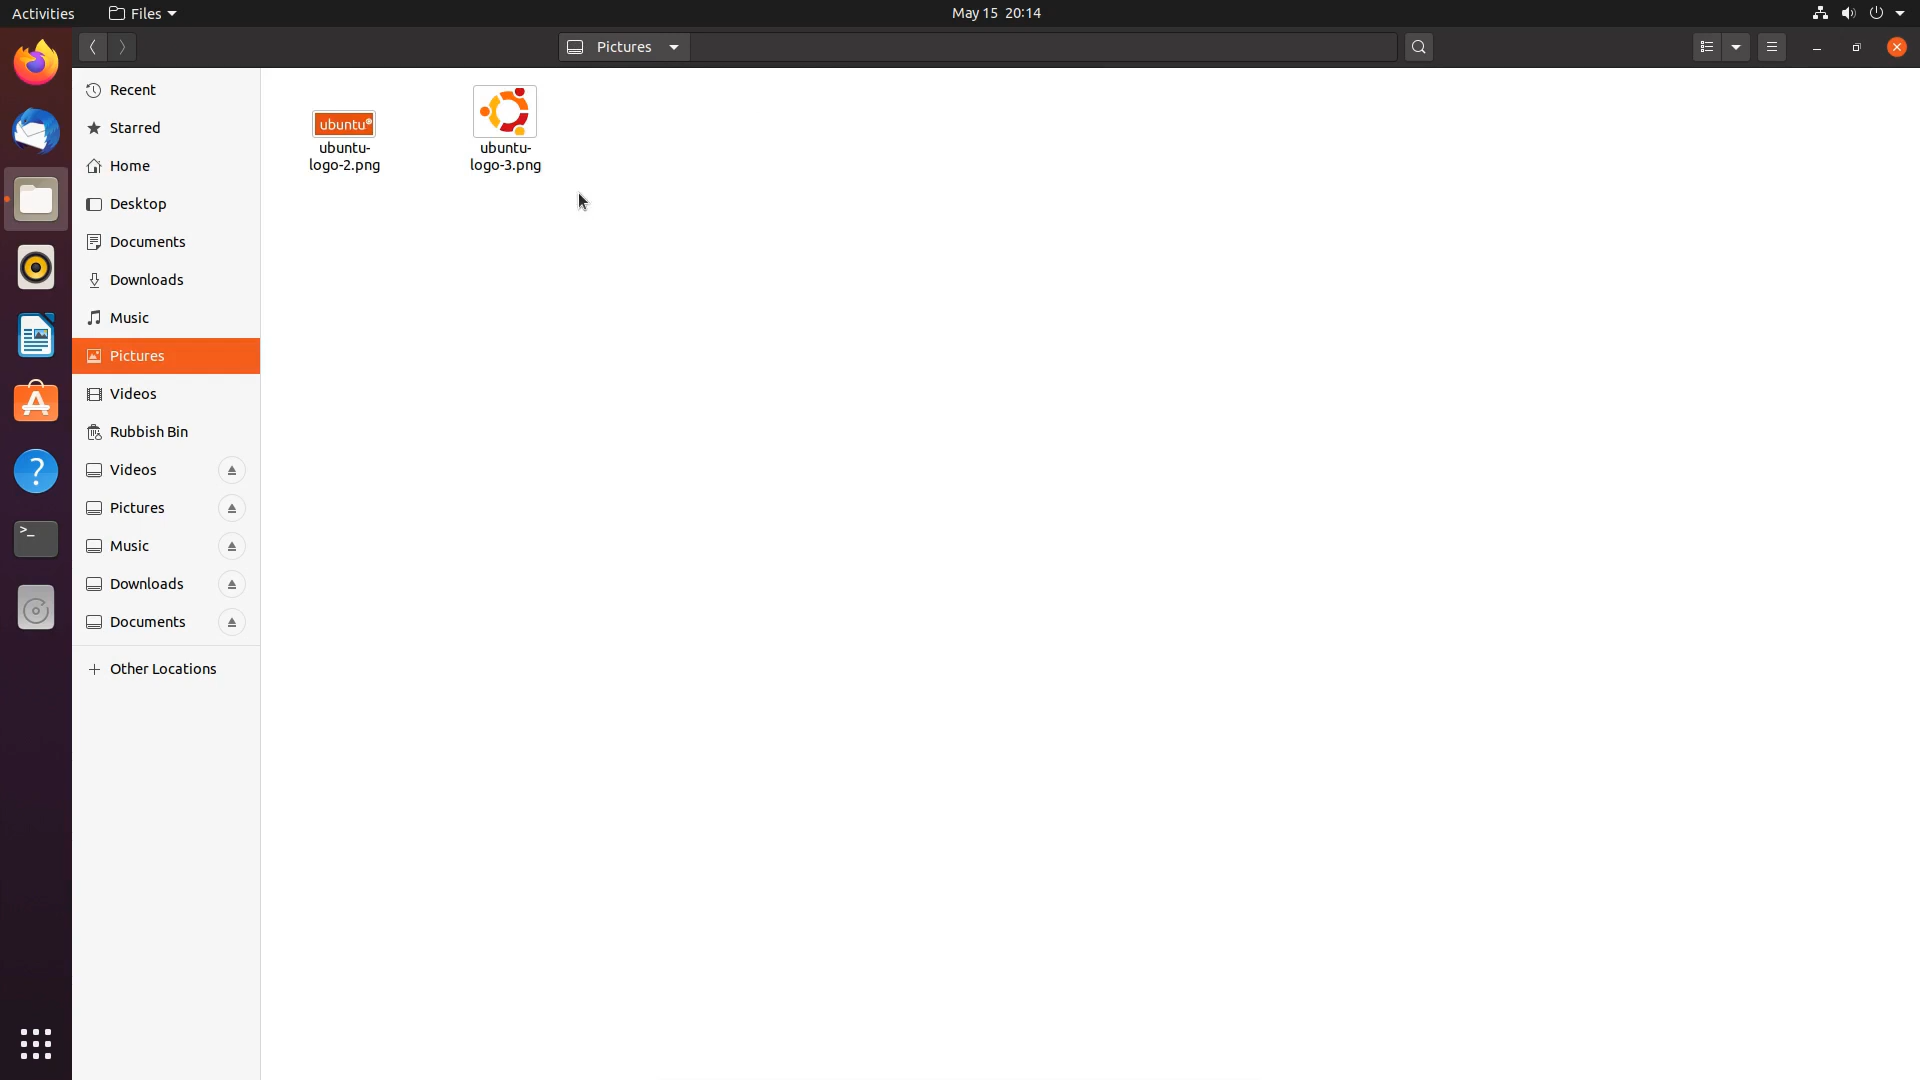 Activities
Files
May 15 20:14
Pictures
Recent
Starred
Home
Desktop
Documents
Downloads
Music
Pictures
Videos
Rubbish Bin
Videos
Pictures
Music
Downloads
Documents
Other Locations
ubuntu
ubuntu-
logo-2.png
ubuntu-
logo-3.png
>_
?